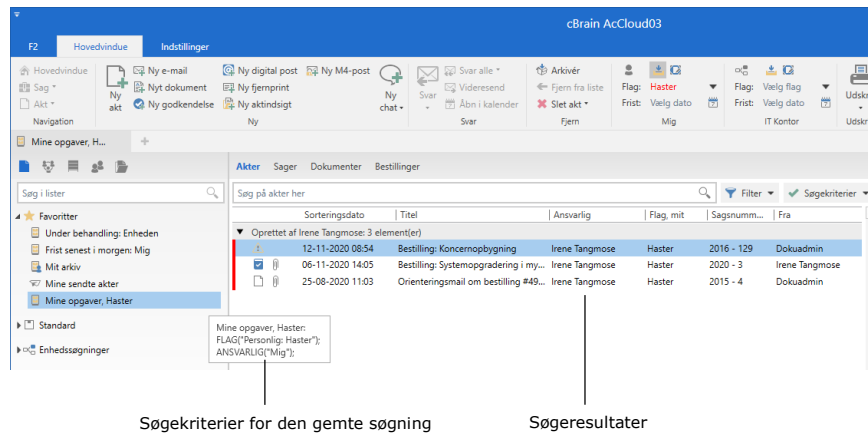 cBrain AcCloud03
F2 Hovedvindue Indstillinger
Hovedvindue
Sag
Akt
Navigation
Ny akt
Ny e-mail
Nyt dokument
Ny godkendelse
Ny digital post
Ny fjernprint
Ny aktindsigt
Ny M4-post
Ny chat
Ny
Svar
Svar alle
Videresend
Åbn i kalender
Svar
Arkivér
Fjern fra liste
Slet akt
Fjern
Flag: Haster
Frist: Vælg dato
Mig
Flag: Vælg flag
Frist: Vælg dato
IT Kontor
Udskr
Udskr
Mine opgaver, H... +
Søg i lister
Favoritter
Under behandling: Enheden
Frist senest i morgen: Mig
Mit arkiv
Mine sendte akter
Mine opgaver, Haster
Standard
Enhedssøgninger
Akter Sager Dokumenter Bestillinger
Søg på akter her Filter Søgekriterier
Sorteringsdato Titel Ansvarlig Flag, mit Sagsnumm... Fra
Oprettet af Irene Tangmose: 3 element(er)
12-11-2020 08:54 Bestilling: Koncernopbygning Irene Tangmose Haster 2016 - 129 Dokuadmin
06-11-2020 14:05 Bestilling: Systemopgradering i my... Irene Tangmose Haster 2020 - 3 Irene Tangmose
25-08-2020 11:03 Orienteringsmail om bestilling #49... Irene Tangmose Haster 2015 - 4 Dokuadmin
Mine opgaver, Haster:
FLAG("Personlig: Haster");
ANSVARLIG("Mig");
Søgekriterier for den gemte søgning
Søgeresultater